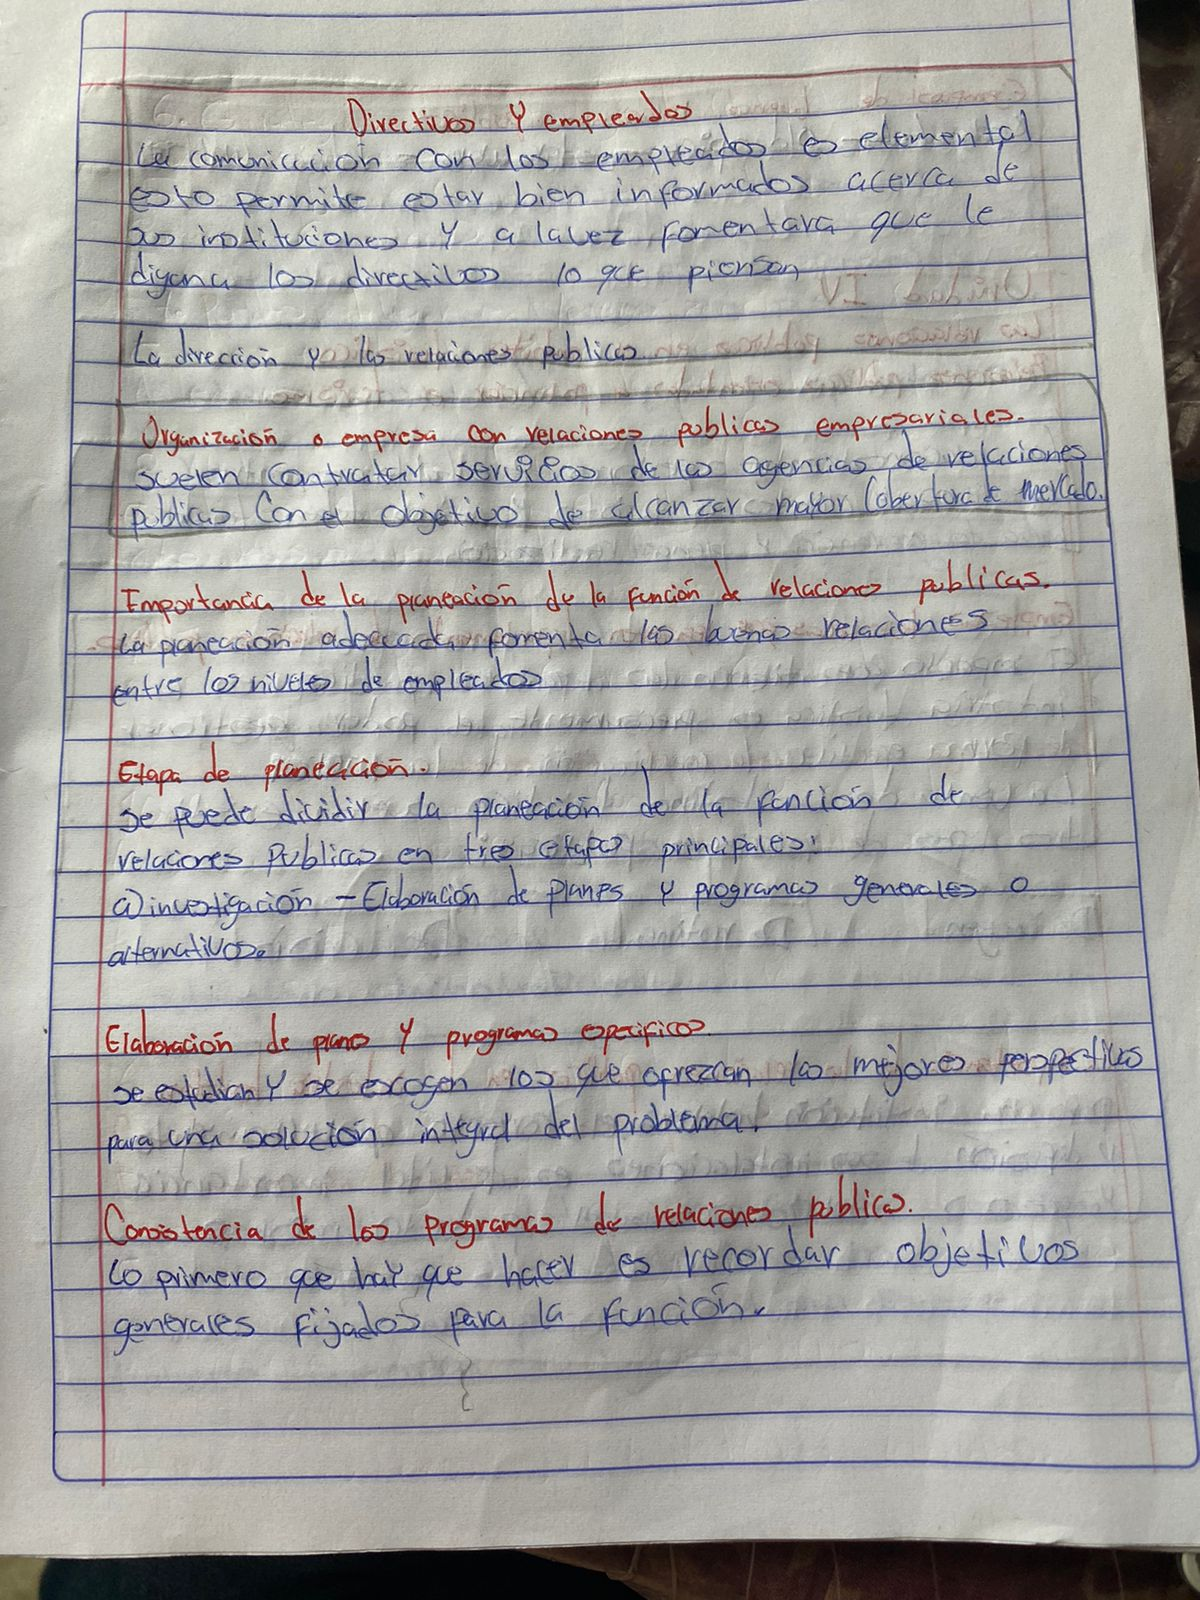 Directivos Y empleados
La comunicación con los empleados es elemental
esto permite estar bien informados acerca de
sus instituciones Y a la vez fomentara que le
digan a los directivos lo que piensan
La dirección y las relaciones publicas
Organización o empresa con relaciones publicas empresariales.
suelen contratar servicios de las agencias de relaciones
publicas Con el objetivo de alcanzar mayor Cobertura de mercado.
Importancia de la planeación de la función de relaciones publicas.
La planeación adecuada fomenta las buenas relaciones
entre los niveles de empleados
Etapa de planeación.
se puede dividir la planeación de la función de
relaciones Publicas en tres etapas principales:
a) investigación - Elaboración de planes Y programas generales o
alternativos.
Elaboración de planes Y programas especificos
se estudian Y se escogen los que ofrezcan las mejores perspectivas
para una solución integral del problema.
Consistencia de los programas de relaciones publicas.
Lo primero que hay que hacer es recordar objetivos
generales fijados para la función.